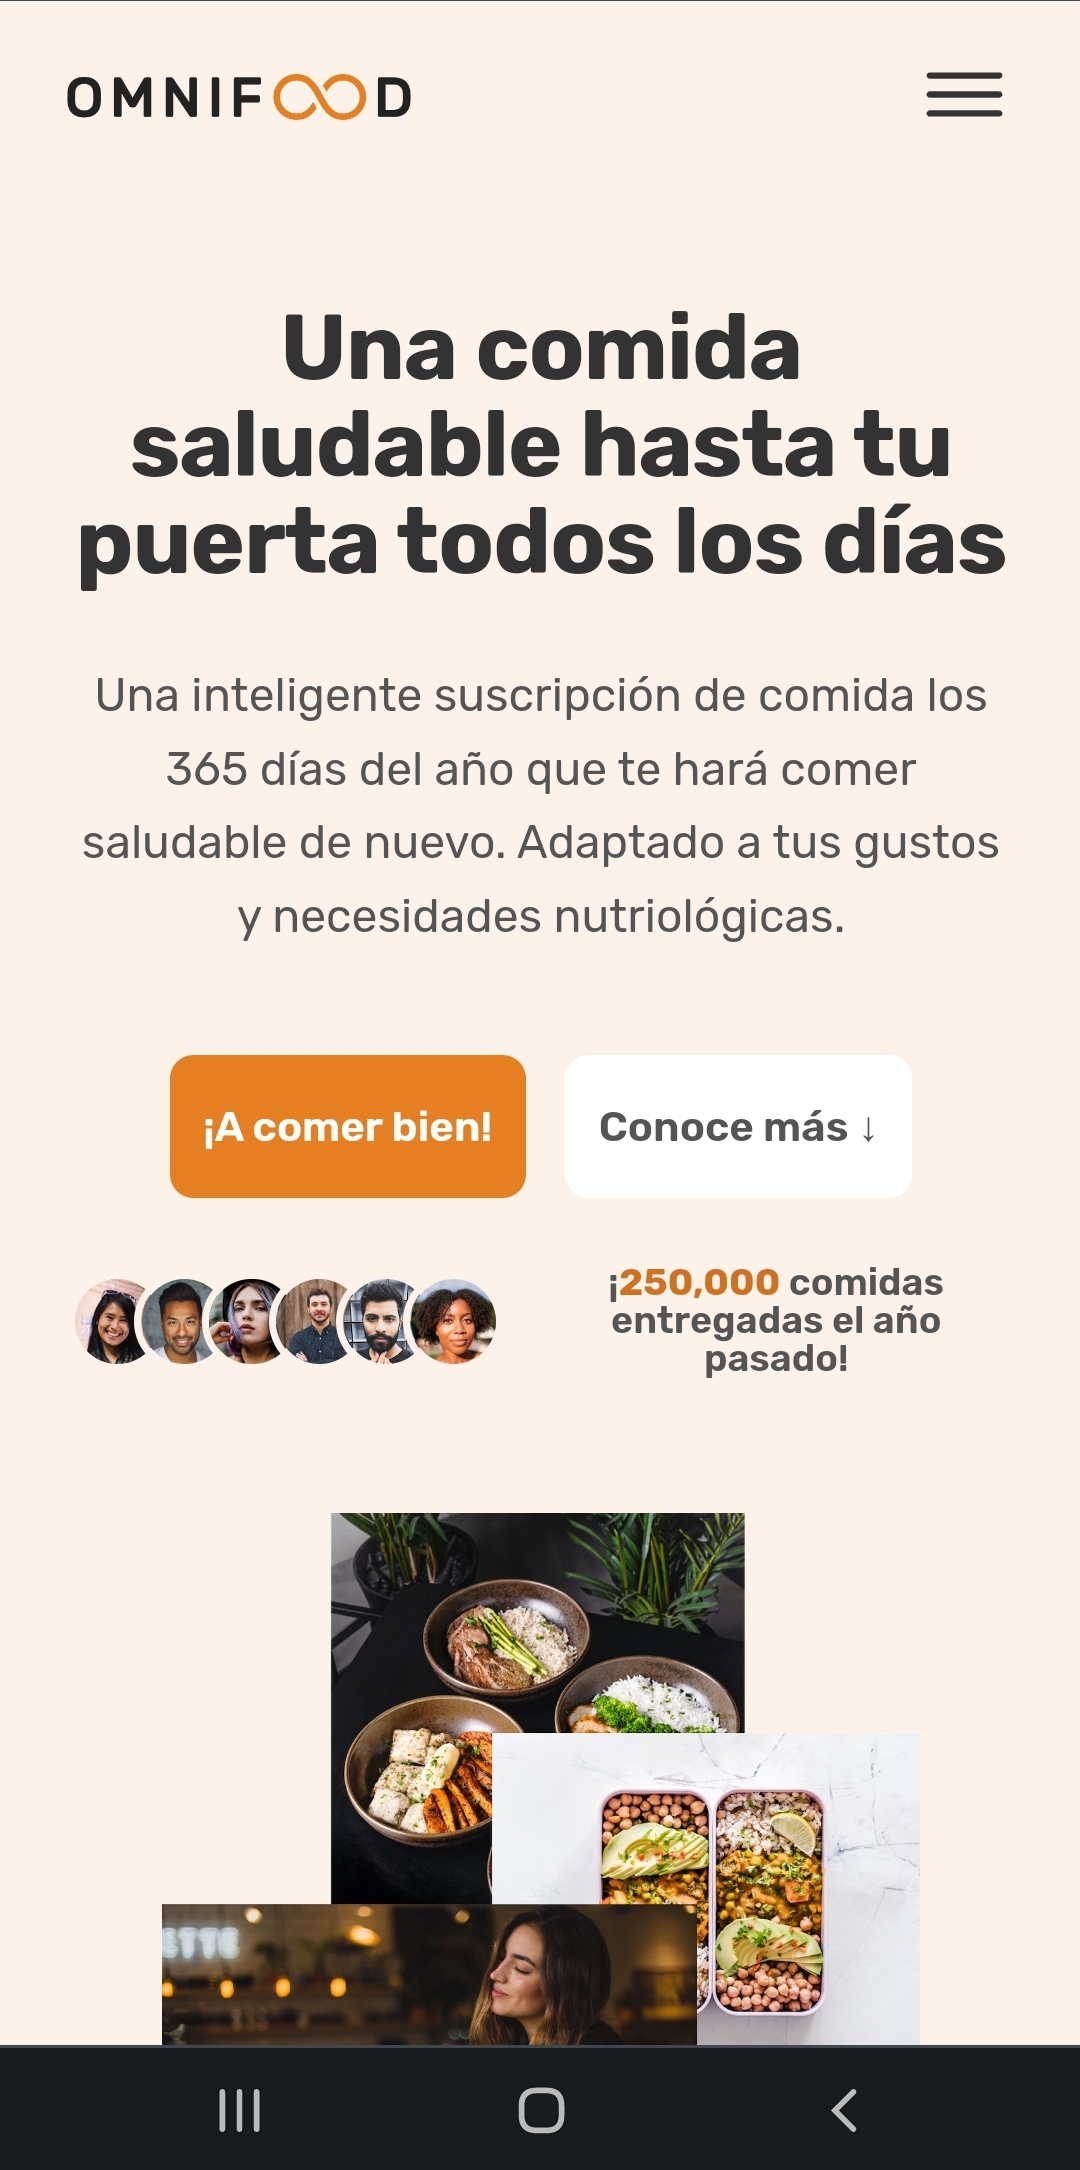 OMNIFOOD
Una comida
saludable hasta tu
puerta todos los días
Una inteligente suscripción de comida los
365 días del año que te hará comer
saludable de nuevo. Adaptado a tus gustos
y necesidades nutriológicas.
¡A comer bien!
Conoce más ↓
¡250,000 comidas
entregadas el año
pasado!
ETTE